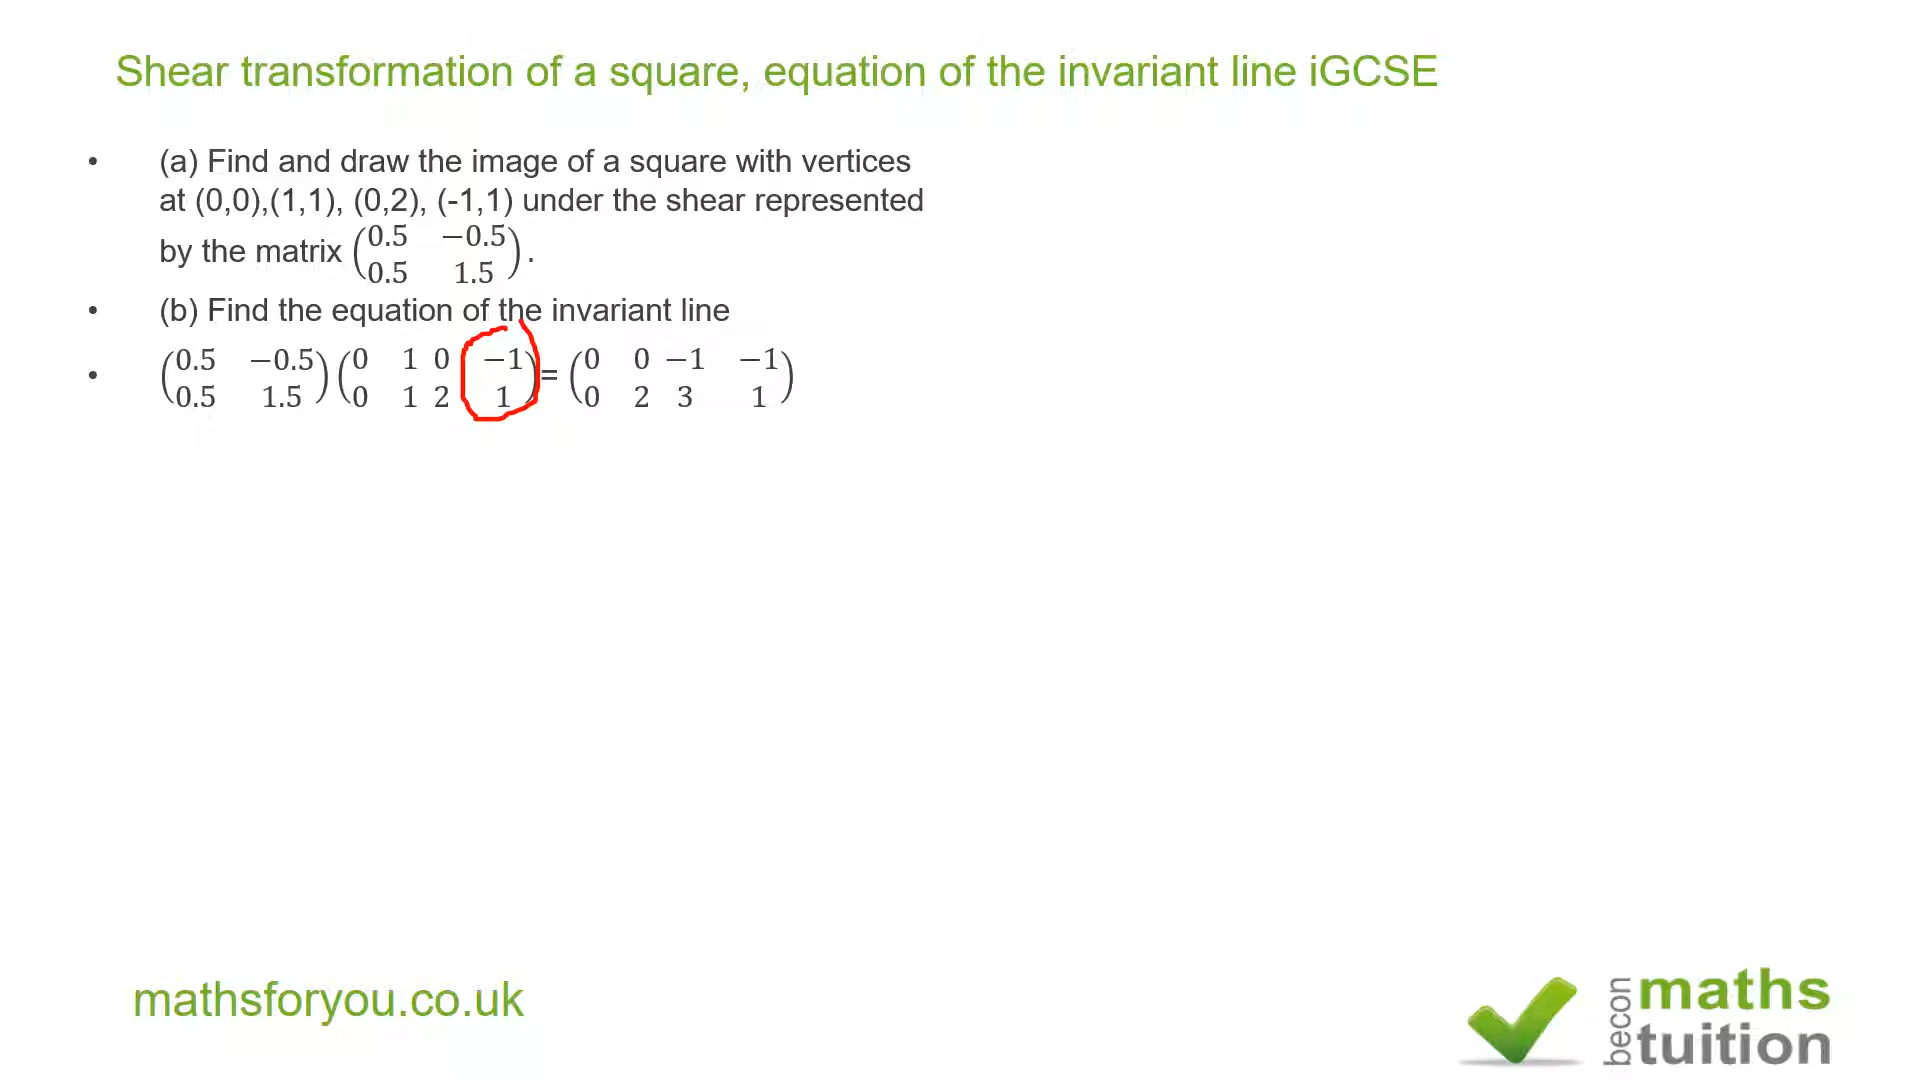 Shear transformation of a square, equation of the invariant line iGCSE
• (a) Find and draw the image of a square with vertices
at (0,0),(1,1), (0,2), (-1,1) under the shear represented
by the matrix (0.5 −0.5
0.5 1.5) .
• (b) Find the equation of the invariant line
• (0.5 −0.5
0.5 1.5)(0 1 0 −1
0 1 2 1)=(0 0 −1 −1
0 2 3 1)
mathsforyou.co.uk
becon
maths
tuition